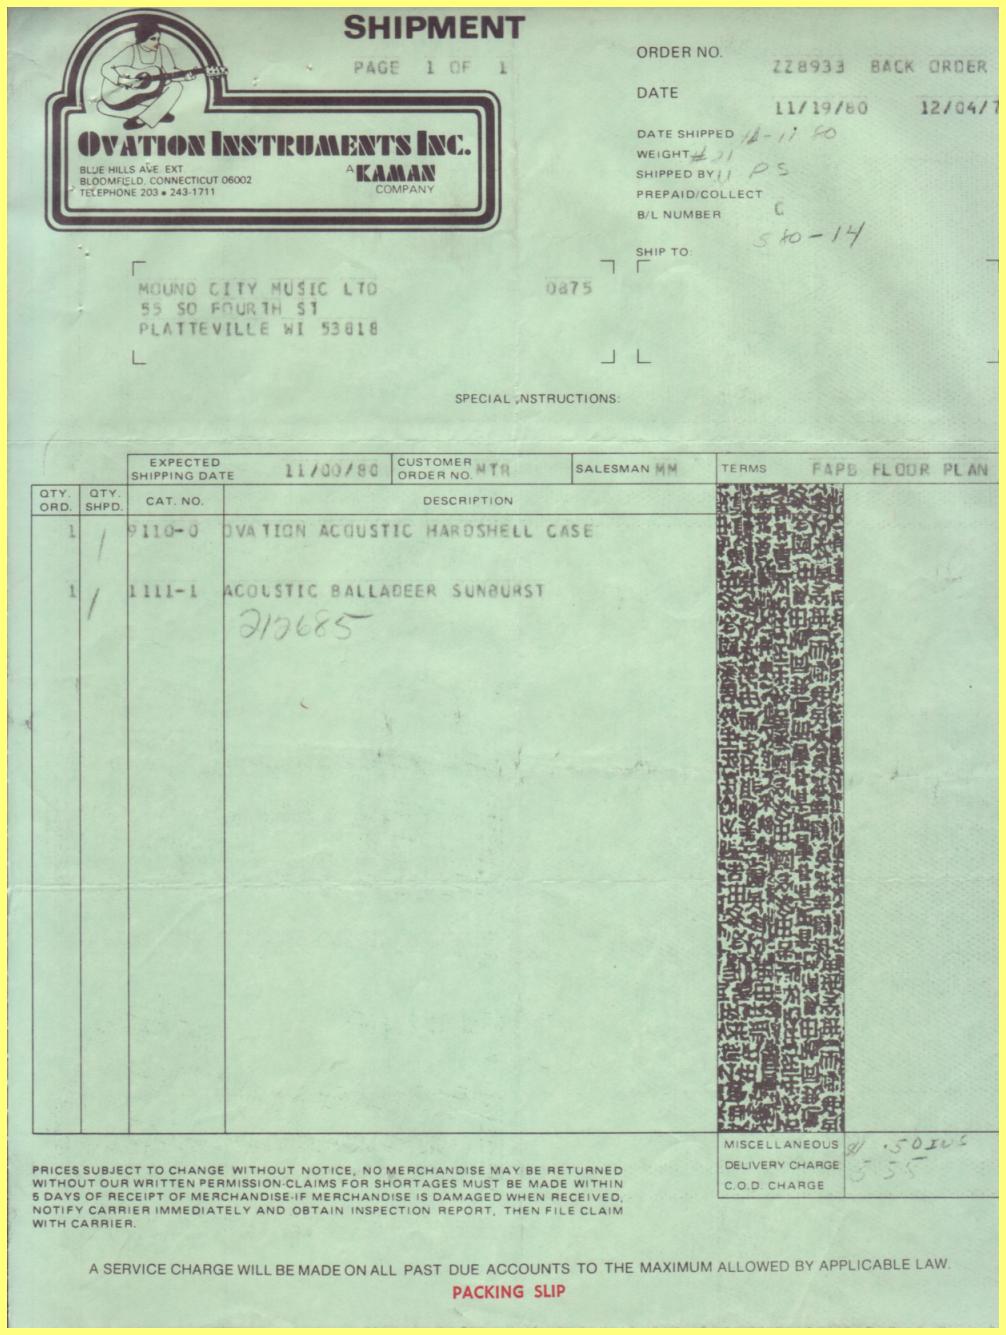 SHIPMENT
PAGE 1 OF 1
OVATION INSTRUMENTS INC.
BLUE HILLS AVE. EXT
BLOOMFIELD, CONNECTICUT 06002
TELEPHONE 203 • 243-1711
A KAMAN
COMPANY
ORDER NO.
ZZ8933 BACK ORDER
DATE
11/19/80 12/04/7
DATE SHIPPED
WEIGHT
SHIPPED BY
PREPAID/COLLECT
B/L NUMBER C
580-14
SHIP TO:
MOUND CITY MUSIC LTD 0875
55 SO FOURTH ST
PLATTEVILLE WI 53818
SPECIAL INSTRUCTIONS:
EXPECTED SHIPPING DATE 11/00/80 CUSTOMER ORDER NO. MTR SALESMAN MM TERMS FAPB FLOOR PLAN
QTY. ORD. QTY. SHPD. CAT. NO. DESCRIPTION
1 1 9110-0 OVATION ACOUSTIC HARDSHELL CASE
1 1 1111-1 ACOUSTIC BALLADEER SUNBURST
212685
MISCELLANEOUS .50 INS
DELIVERY CHARGE 5 55
C.O.D. CHARGE
PRICES SUBJECT TO CHANGE WITHOUT NOTICE, NO MERCHANDISE MAY BE RETURNED
WITHOUT OUR WRITTEN PERMISSION-CLAIMS FOR SHORTAGES MUST BE MADE WITHIN
5 DAYS OF RECEIPT OF MERCHANDISE-IF MERCHANDISE IS DAMAGED WHEN RECEIVED,
NOTIFY CARRIER IMMEDIATELY AND OBTAIN INSPECTION REPORT, THEN FILE CLAIM
WITH CARRIER.
A SERVICE CHARGE WILL BE MADE ON ALL PAST DUE ACCOUNTS TO THE MAXIMUM ALLOWED BY APPLICABLE LAW.
PACKING SLIP